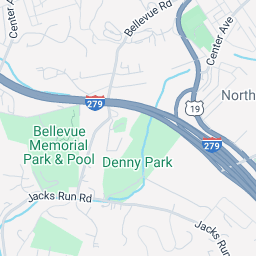 Bellevue Rd
Center A
Center Ave
279
19
North
Bellevue
Memorial
Park & Pool
Denny Park
279
Jacks Run Rd
Jacks Run Rd